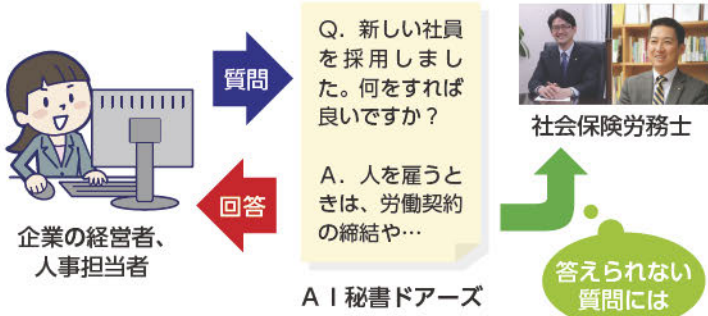 質問
回答
企業の経営者、
人事担当者
Q．新しい社員
を採用しまし
た。何をすれば
良いですか？
A．人を雇うと
きは、労働契約
の締結や…
ＡＩ秘書ドアーズ
社会保険労務士
答えられない
質問には